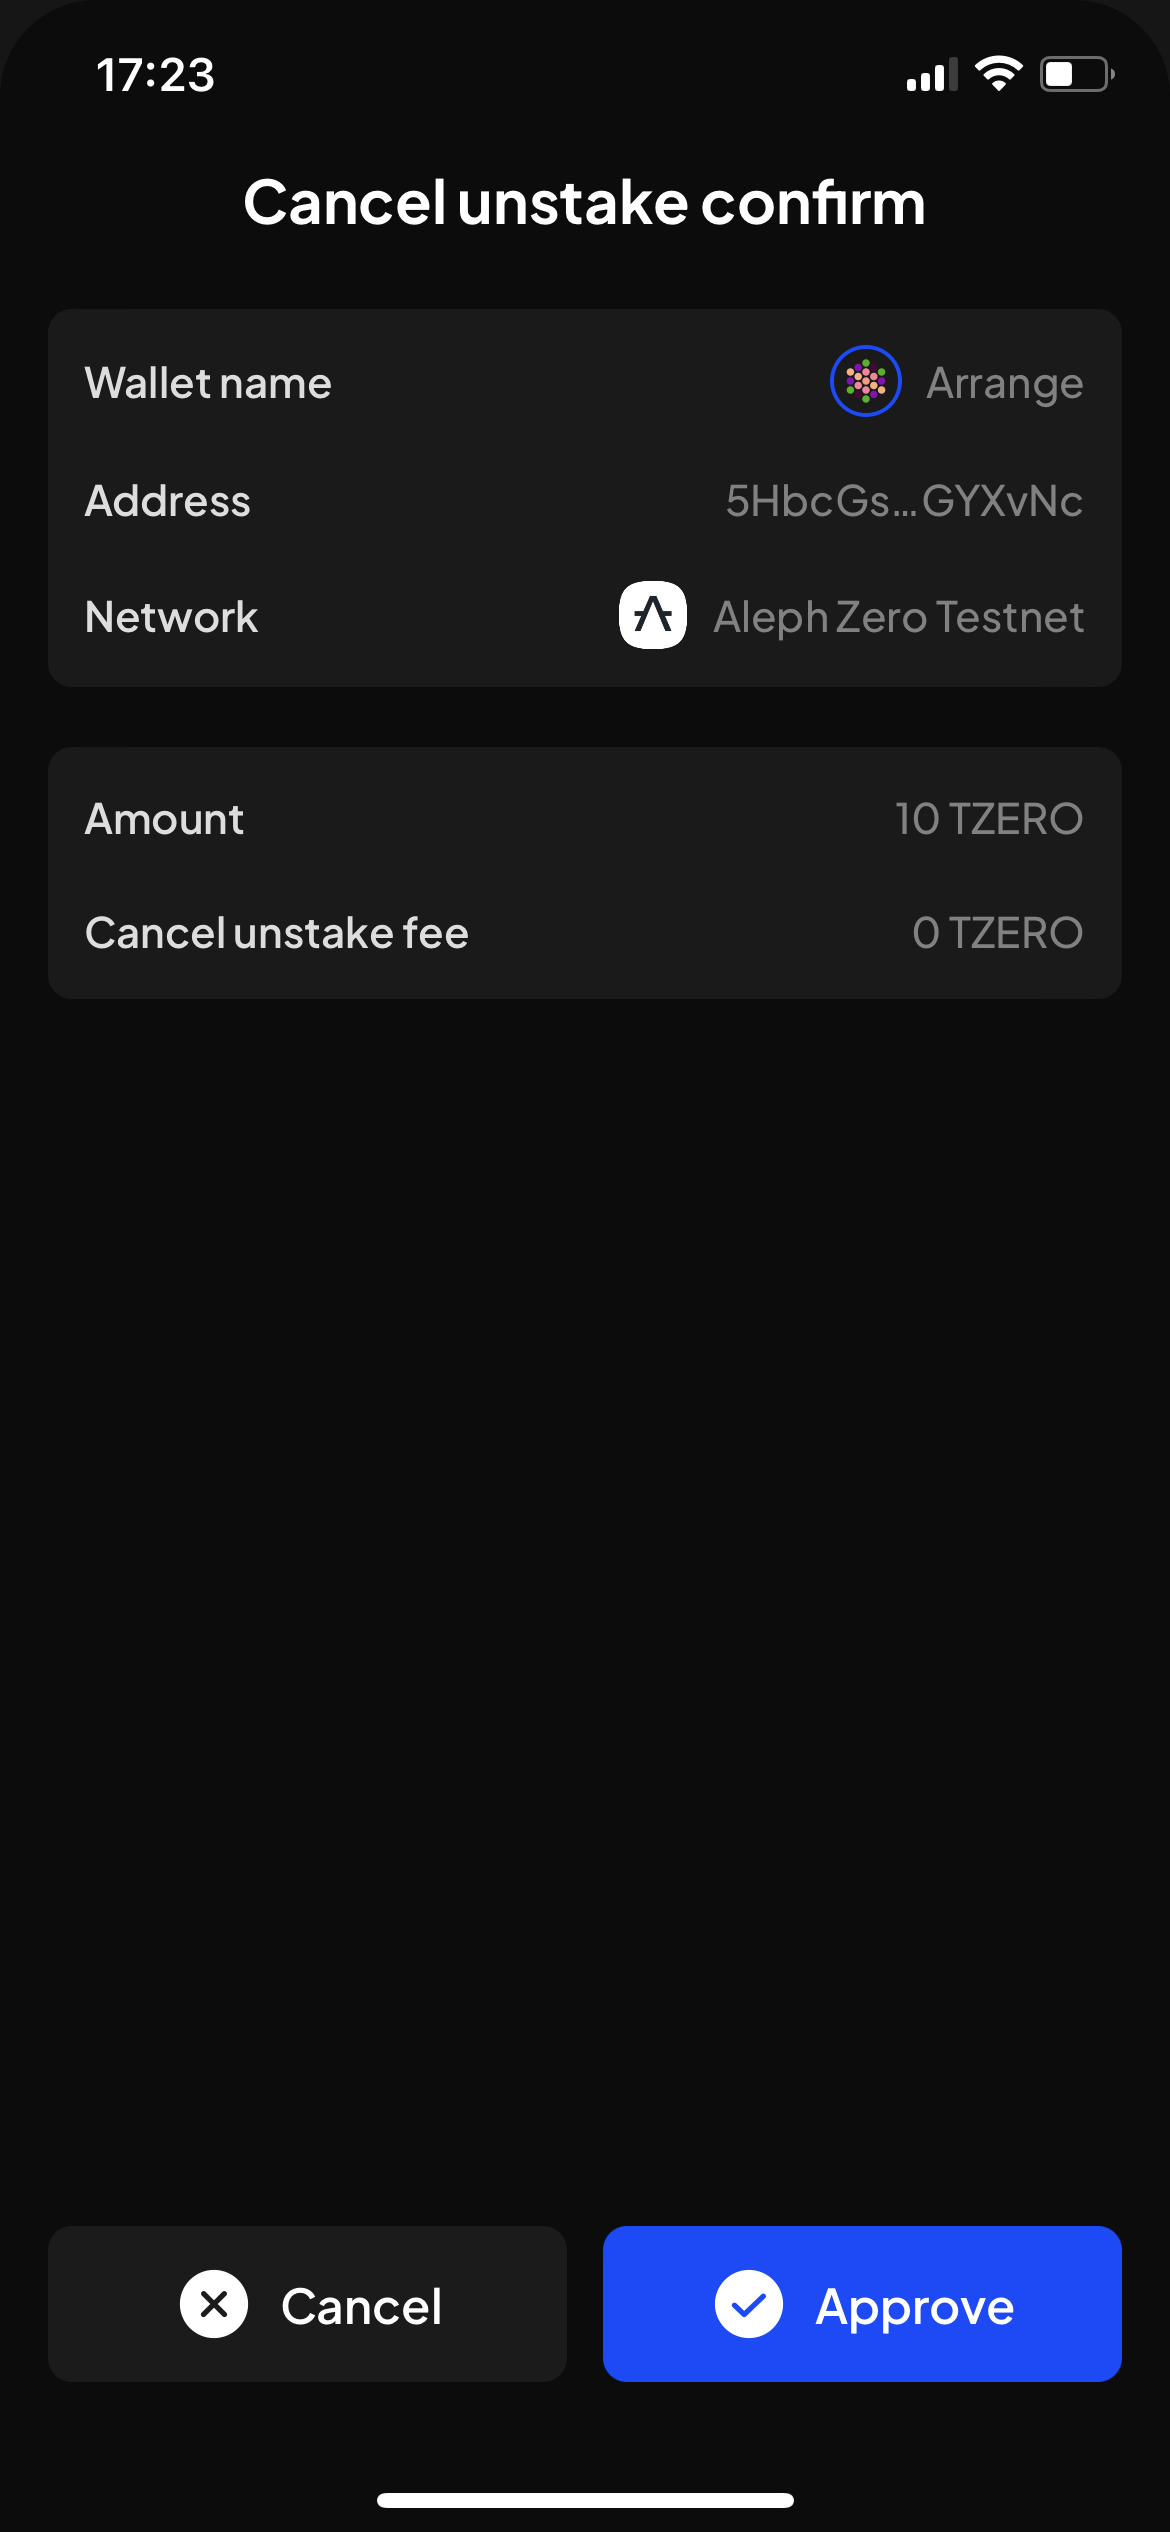 17:23
Cancel unstake confirm
Wallet name Arrange
Address 5HbcGs...GYXvNc
Network Aleph Zero Testnet
Amount 10 TZERO
Cancel unstake fee 0 TZERO
Cancel Approve